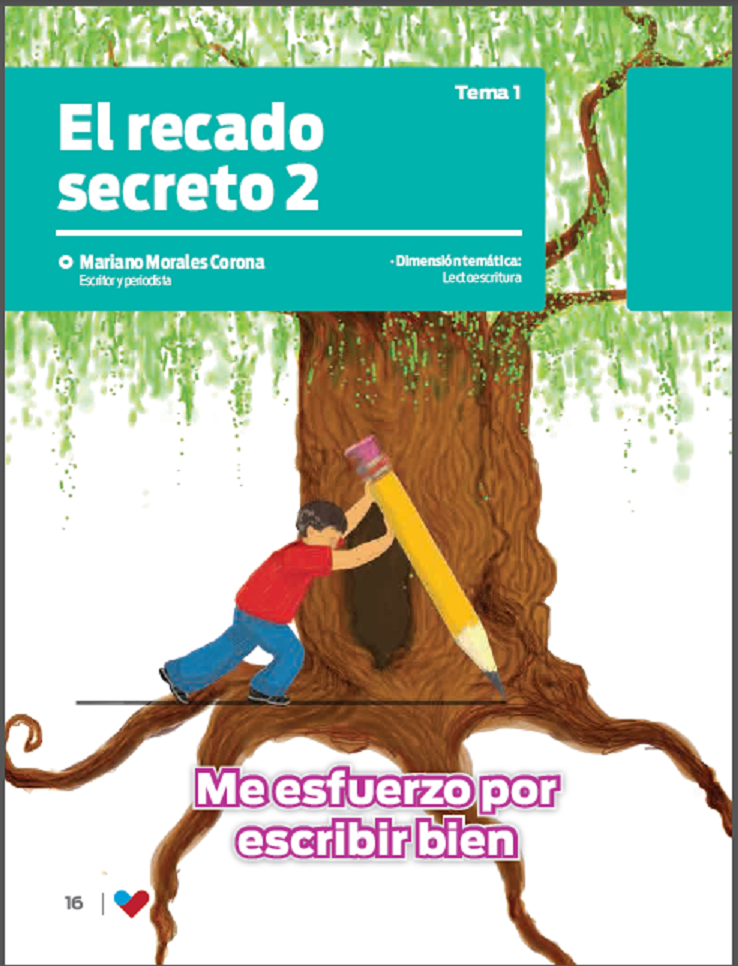 Tema 1
El recado
secreto 2
Mariano Morales Corona
Escritor y periodista
· Dimensión temática:
Lectoescritura
Me esfuerzo por
escribir bien
16